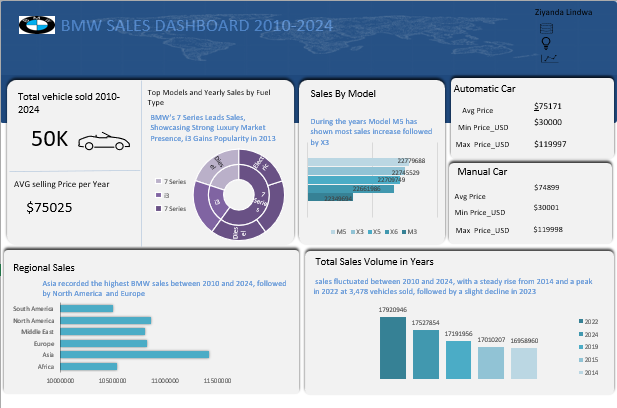 Ziyanda Lindwa
BMW SALES DASHBOARD 2010-2024
Total vehicle sold 2010-
2024
50K
AVG selling Price per Year
$75025
Top Models and Yearly Sales by Fuel
Type
BMW's 7 Series Leads Sales,
Showcasing Strong Luxury Market
Presence, i3 Gains Popularity in 2013
7 Series
i3
7 Series
Dies
el
Electr
ic
i3
7
Serie
s
Dies
el
Sales By Model
During the years Model M5 has
shown most sales increase followed
by X3
22779688
22745529
22709749
22661986
M5
X3
X5
X6
M3
Automatic Car
Avg Price
$75171
Min Price_USD
$30000
Max Price_USD
$119997
Manual Car
Avg Price
$74899
Min Price_USD
$30001
Max Price_USD
$119998
Regional Sales
Asia recorded the highest BMW sales between 2010 and 2024, followed
by North America and Europe
South America
North America
Middle East
Europe
Asia
Africa
10000000
10500000
11000000
11500000
Total Sales Volume in Years
sales fluctuated between 2010 and 2024, with a steady rise from 2014 and a peak
in 2022 at 3,478 vehicles sold, followed by a slight decline in 2023
17920946
17527854
17191956
17010207
16958960
2022
2024
2019
2015
2014